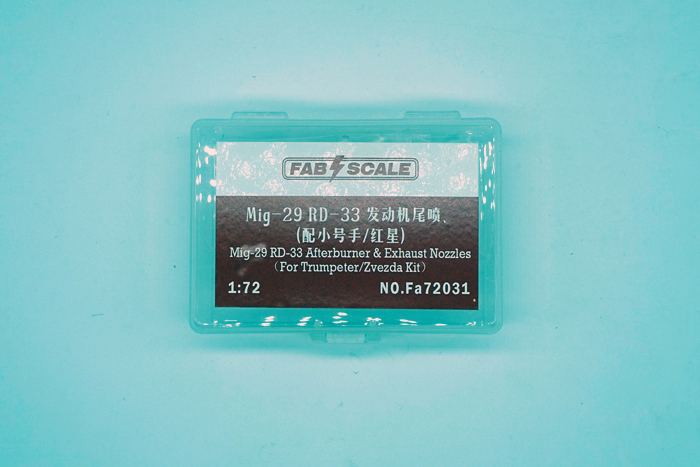 FAB SCALE
Mig-29 RD-33 发动机尾喷、
(配小号手/红星)
Mig-29 RD-33 Afterburner & Exhaust Nozzles
(For Trumpeter/Zvezda Kit)
1:72 NO.Fa72031